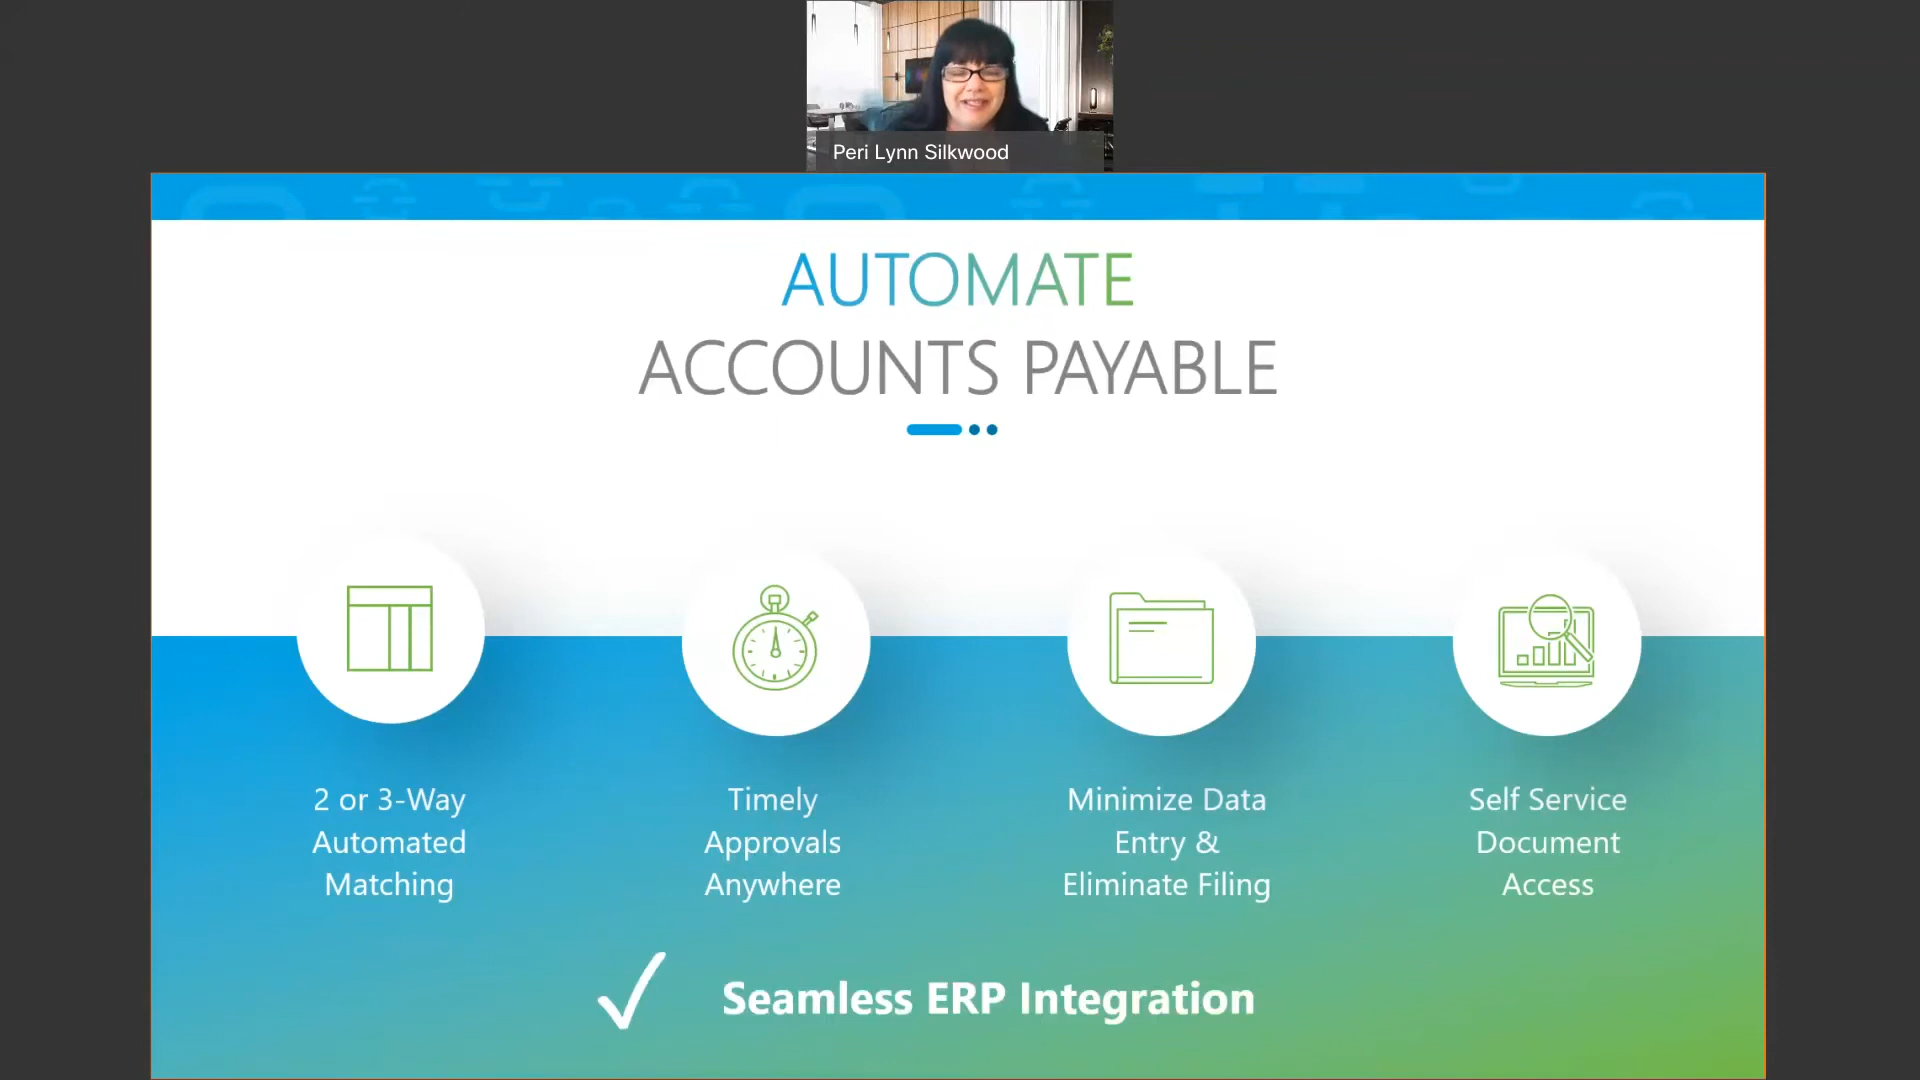 Peri Lynn Silkwood
AUTOMATE
ACCOUNTS PAYABLE
2 or 3-Way
Automated
Matching
Timely
Approvals
Anywhere
Minimize Data
Entry &
Eliminate Filing
Self Service
Document
Access
Seamless ERP Integration